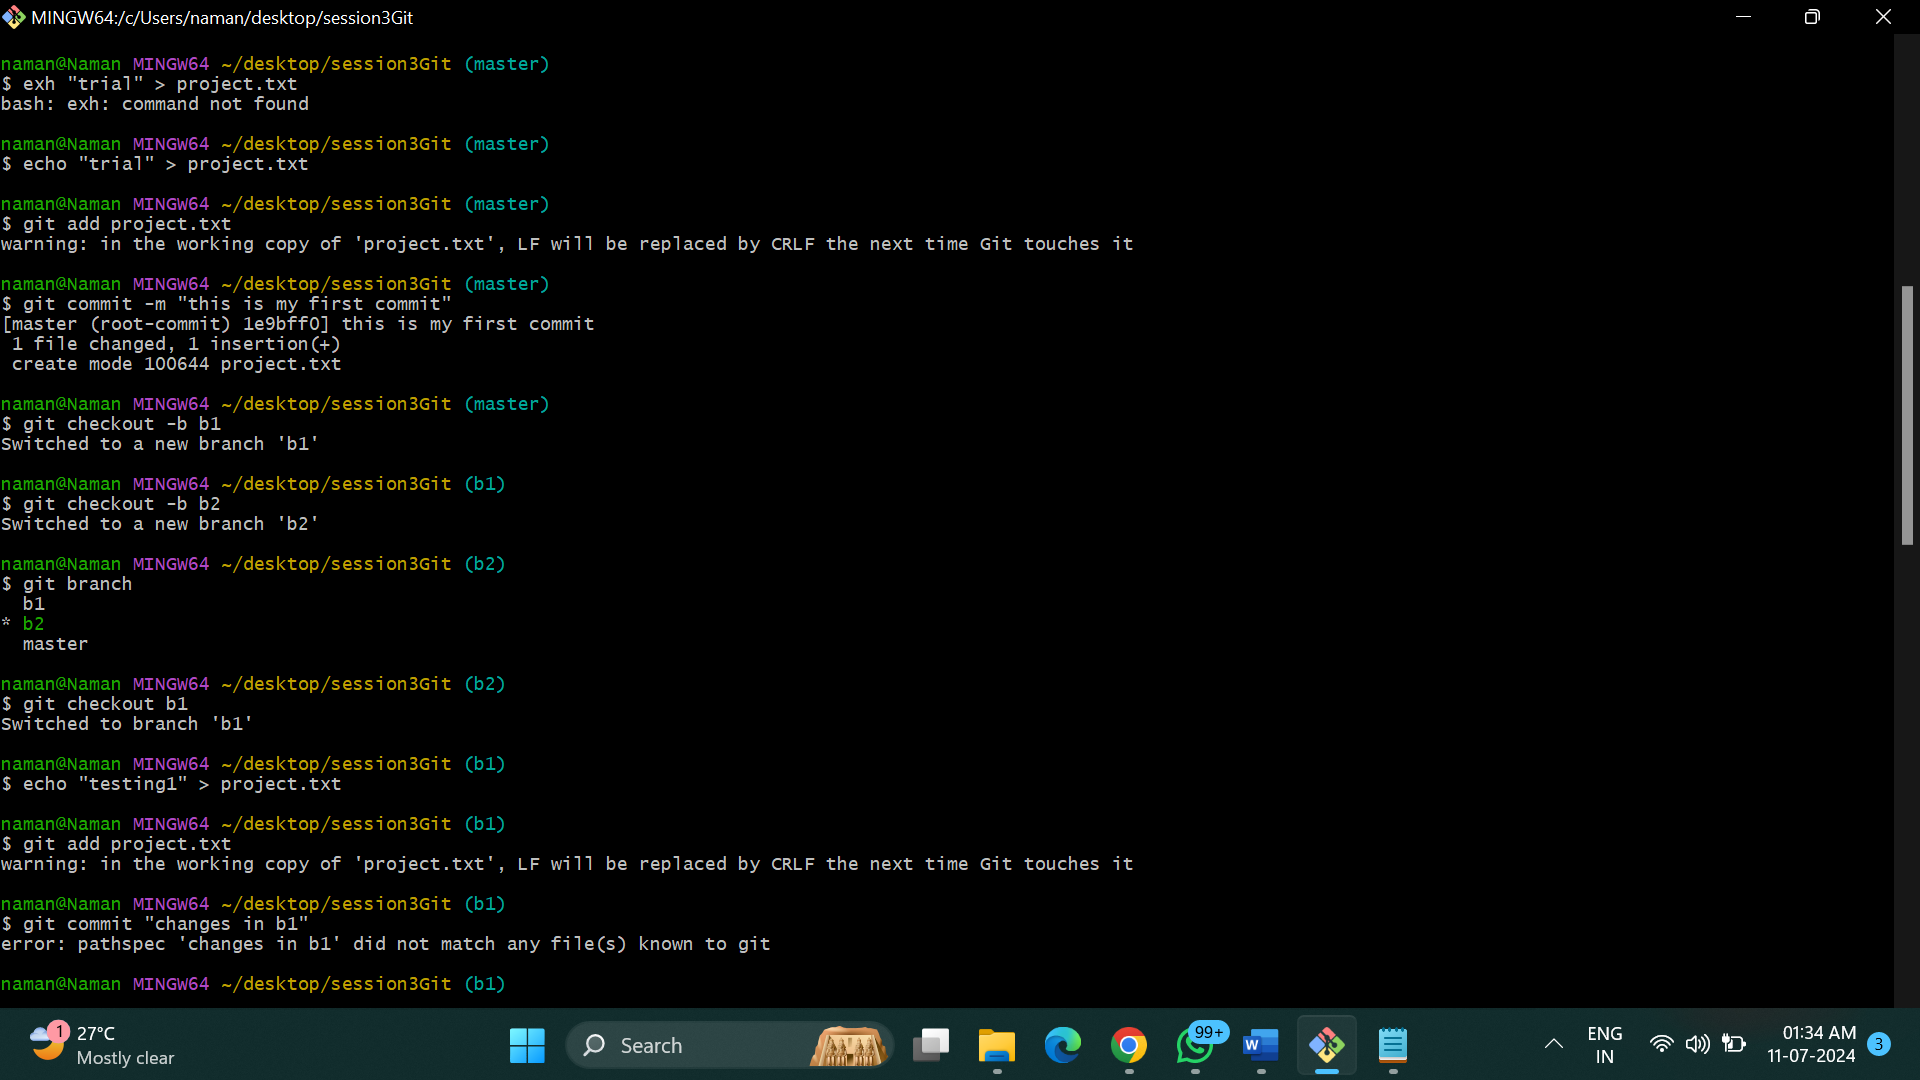 MINGW64:/c/Users/naman/desktop/session3Git
naman@Naman MINGW64 ~/desktop/session3Git (master)
$ exh "trial" > project.txt
bash: exh: command not found
naman@Naman MINGW64 ~/desktop/session3Git (master)
$ echo "trial" > project.txt
naman@Naman MINGW64 ~/desktop/session3Git (master)
$ git add project.txt
warning: in the working copy of 'project.txt', LF will be replaced by CRLF the next time Git touches it
naman@Naman MINGW64 ~/desktop/session3Git (master)
$ git commit -m "this is my first commit"
[master (root-commit) 1e9bff0] this is my first commit
 1 file changed, 1 insertion(+)
 create mode 100644 project.txt
naman@Naman MINGW64 ~/desktop/session3Git (master)
$ git checkout -b b1
Switched to a new branch 'b1'
naman@Naman MINGW64 ~/desktop/session3Git (b1)
$ git checkout -b b2
Switched to a new branch 'b2'
naman@Naman MINGW64 ~/desktop/session3Git (b2)
$ git branch
  b1
* b2
  master
naman@Naman MINGW64 ~/desktop/session3Git (b2)
$ git checkout b1
Switched to branch 'b1'
naman@Naman MINGW64 ~/desktop/session3Git (b1)
$ echo "testing1" > project.txt
naman@Naman MINGW64 ~/desktop/session3Git (b1)
$ git add project.txt
warning: in the working copy of 'project.txt', LF will be replaced by CRLF the next time Git touches it
naman@Naman MINGW64 ~/desktop/session3Git (b1)
$ git commit "changes in b1"
error: pathspec 'changes in b1' did not match any file(s) known to git
naman@Naman MINGW64 ~/desktop/session3Git (b1)
1
27°C
Mostly clear
Search
99+
W
ENG
IN
01:34 AM
11-07-2024
3